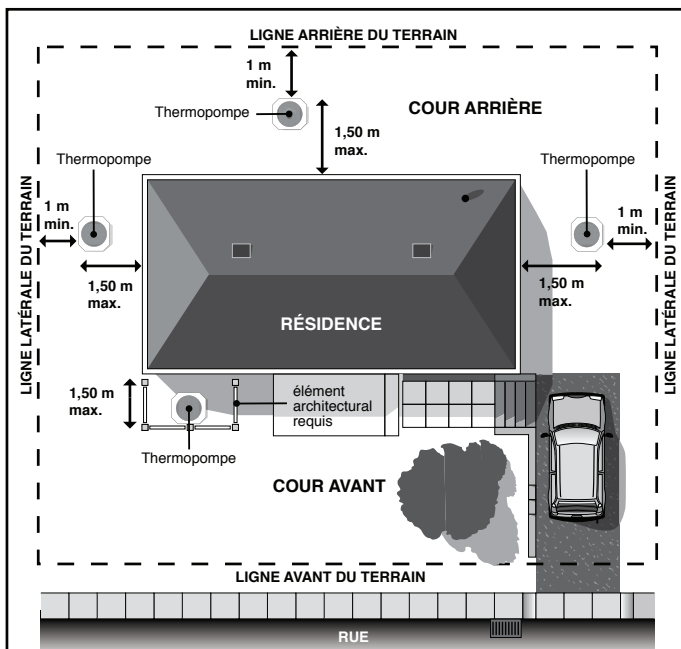 LIGNE ARRIÈRE DU TERRAIN
1 m
min.
COUR ARRIÈRE
Thermopompe
1,50 m
max.
Thermopompe
Thermopompe
LIGNE LATÉRALE DU TERRAIN
1 m
min.
1 m
min.
LIGNE LATÉRALE DU TERRAIN
1,50 m
max.
1,50 m
max.
RÉSIDENCE
1,50 m
max.
élément
architectural
requis
Thermopompe
COUR AVANT
LIGNE AVANT DU TERRAIN
RUE